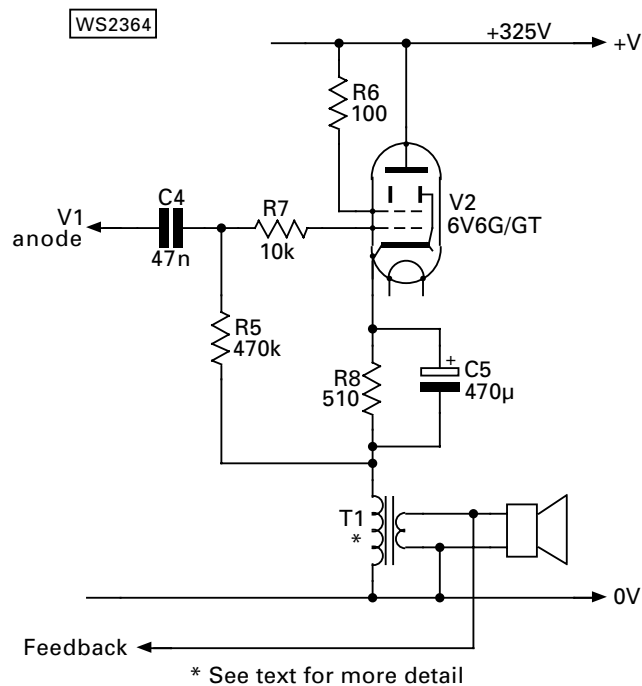 WS2364
+325V
+V
R6
100
C4
47n
V1
anode
R7
10k
V2
6V6G/GT
R5
470k
R8
510
+
C5
470µ
T1
*
0V
Feedback
* See text for more detail